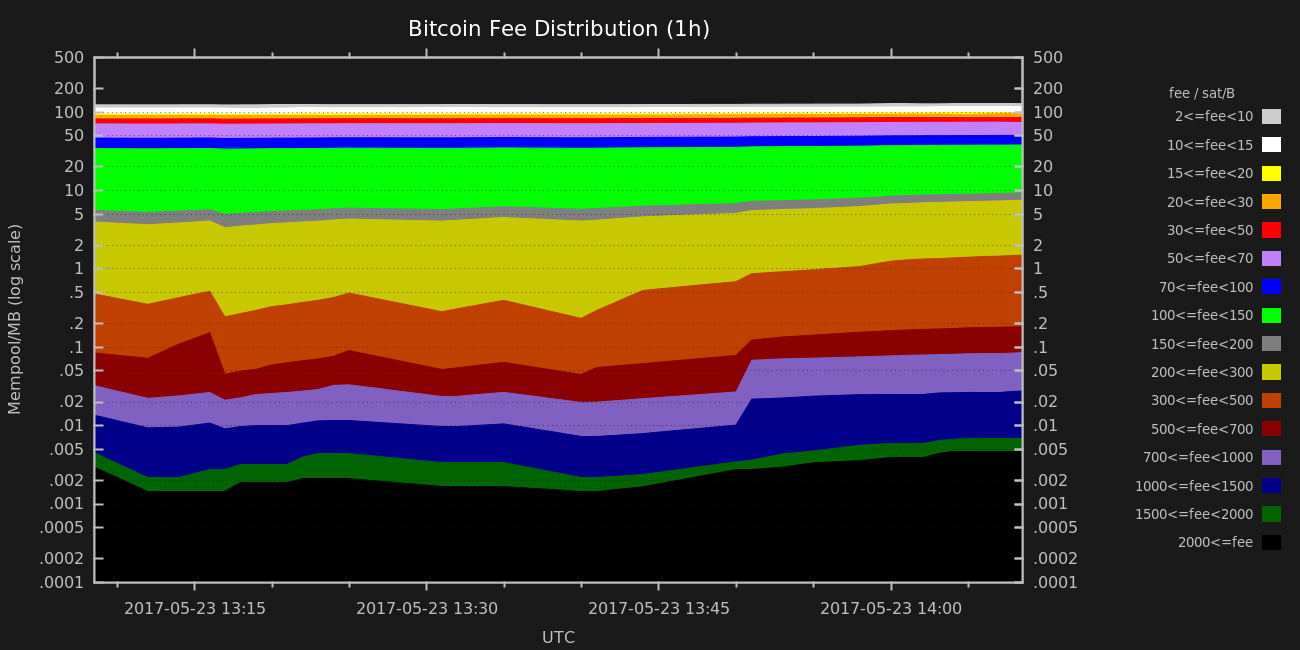 Bitcoin Fee Distribution (1h)
Mempool/MB (log scale)
500
200
100
50
20
10
5
2
1
.5
.2
.1
.05
.02
.01
.005
.002
.001
.0005
.0002
.0001
500
200
100
50
20
10
5
2
1
.5
.2
.1
.05
.02
.01
.005
.002
.001
.0005
.0002
.0001
2017-05-23 13:15
2017-05-23 13:30
2017-05-23 13:45
2017-05-23 14:00
UTC
fee / sat/B
2<=fee<10
10<=fee<15
15<=fee<20
20<=fee<30
30<=fee<50
50<=fee<70
70<=fee<100
100<=fee<150
150<=fee<200
200<=fee<300
300<=fee<500
500<=fee<700
700<=fee<1000
1000<=fee<1500
1500<=fee<2000
2000<=fee